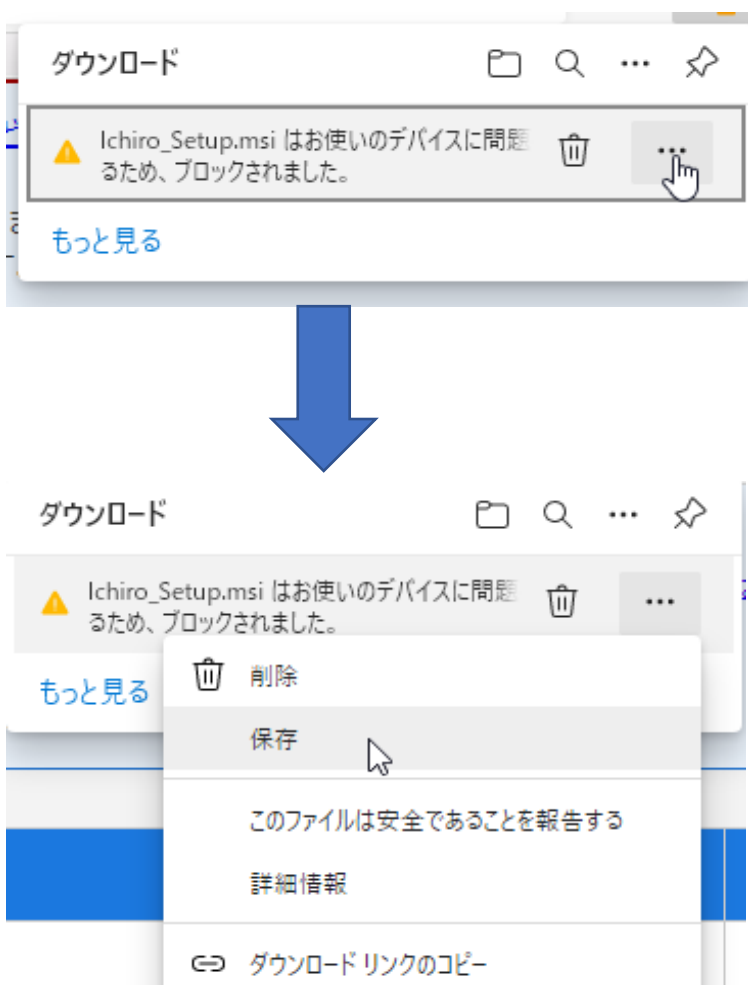 ダウンロード
Ichiro_Setup.msi はお使いのデバイスに問題
るため、ブロックされました。
もっと見る
ダウンロード
Ichiro_Setup.msi はお使いのデバイスに問題
るため、ブロックされました。
もっと見る
削除
保存
このファイルは安全であることを報告する
詳細情報
ダウンロード リンクのコピー